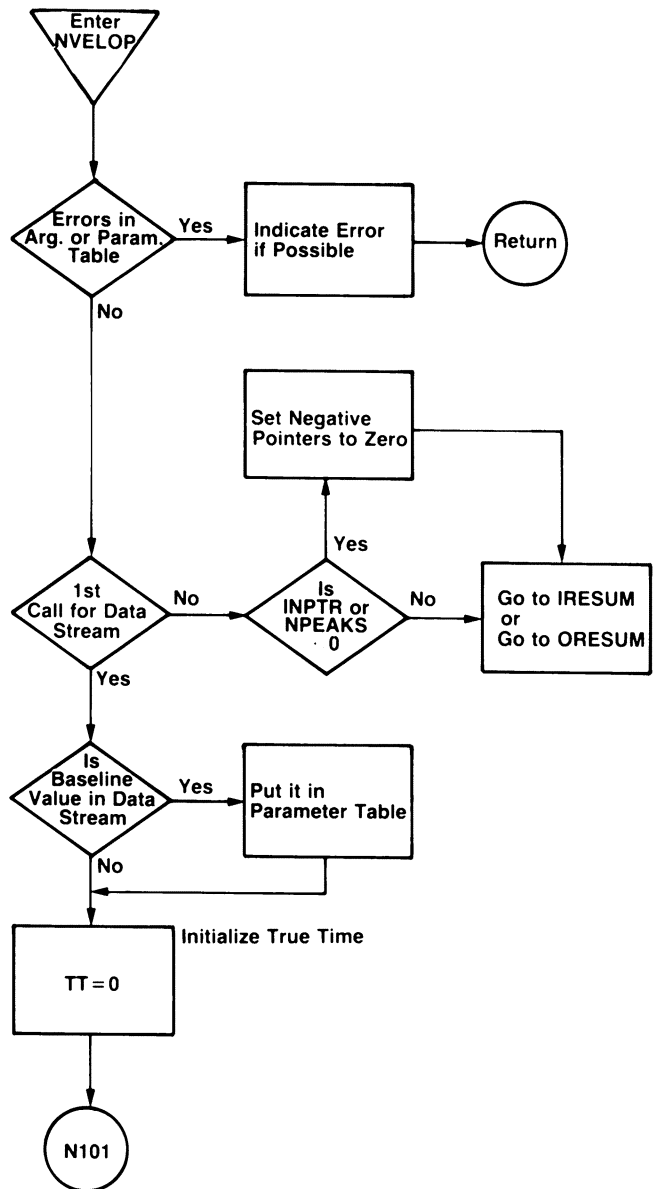 Enter
NVELOP
Errors in
Arg. or Param.
Table
Yes
Indicate Error
if Possible
Return
No
Set Negative
Pointers to Zero
Yes
1st
Call for Data
Stream
No
Is
INPTR or
NPEAKS
0
No
Go to IRESUM
or
Go to ORESUM
Yes
Is
Baseline
Value in Data
Stream
Yes
Put it in
Parameter Table
No
Initialize True Time
TT = 0
N101